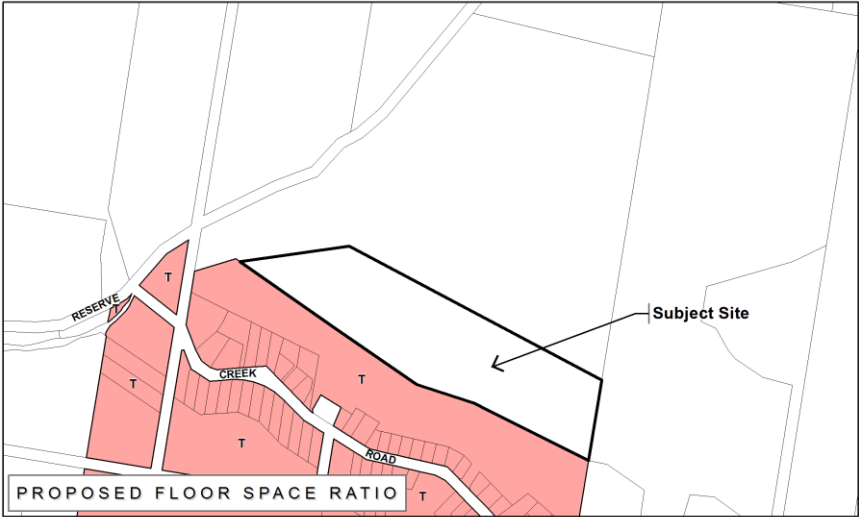 T
RESERVE
T
Subject Site
T
CREEK
T
T
ROAD
T
PROPOSED FLOOR SPACE RATIO